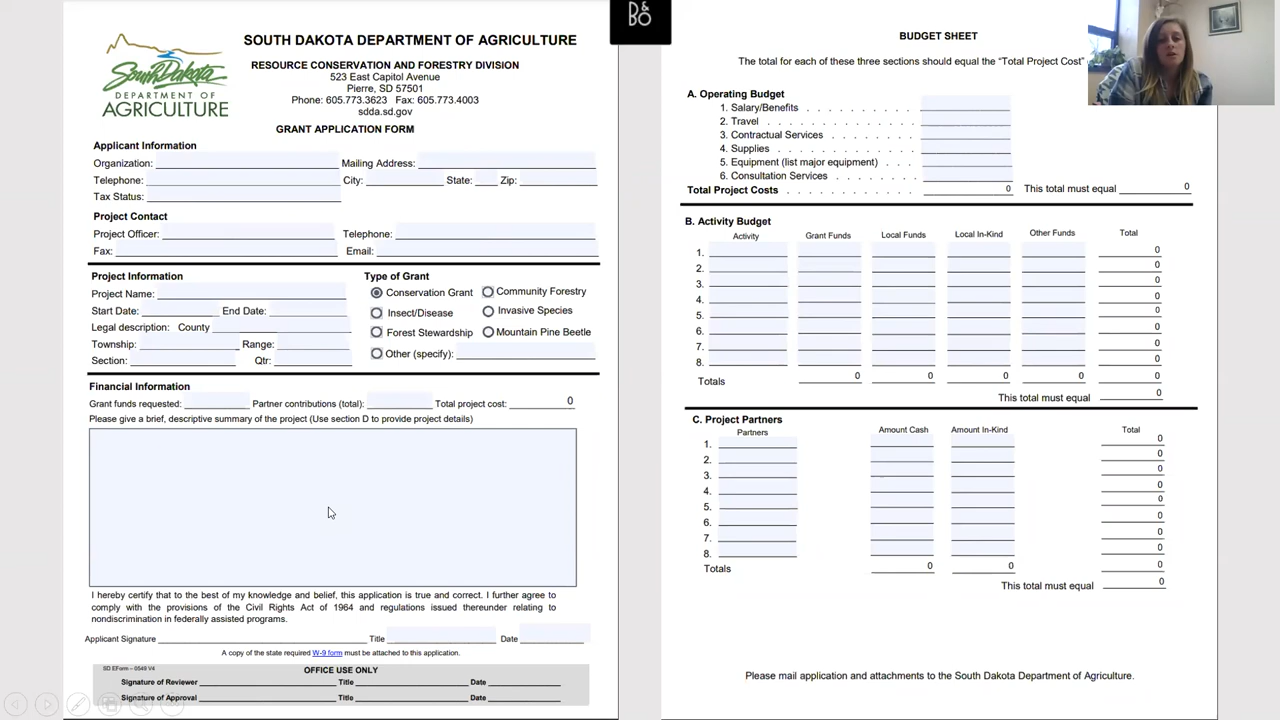 SOUTH DAKOTA DEPARTMENT OF AGRICULTURE
RESOURCE CONSERVATION AND FORESTRY DIVISION
523 East Capitol Avenue
Pierre, SD 57501
Phone: 605.773.3623 Fax: 605.773.4003
sdda.sd.gov
South Dakota
DEPARTMENT OF
AGRICULTURE
GRANT APPLICATION FORM
Applicant Information
Organization: Mailing Address:
Telephone: City: State: Zip:
Tax Status:
Project Contact
Project Officer: Telephone:
Fax: Email:
Project Information Type of Grant
Project Name: Conservation Grant Community Forestry
Start Date: End Date: Insect/Disease Invasive Species
Legal description: County Forest Stewardship Mountain Pine Beetle
Township: Range: Other (specify):
Section: Qtr:
Financial Information
Grant funds requested: Partner contributions (total): Total project cost: 0
Please give a brief, descriptive summary of the project (Use section D to provide project details)
I hereby certify that to the best of my knowledge and belief, this application is true and correct. I further agree to
comply with the provisions of the Civil Rights Act of 1964 and regulations issued thereunder relating to
nondiscrimination in federally assisted programs.
Applicant Signature Title Date
A copy of the state required W-9 form must be attached to this application.
SD EForm – 0549 V4 OFFICE USE ONLY
Signature of Reviewer Title Date
Signature of Approval Title Date
BUDGET SHEET
The total for each of these three sections should equal the "Total Project Cost"
A. Operating Budget
1. Salary/Benefits . . . . . . . . . .
2. Travel . . . . . . . . . . . . . .
3. Contractual Services . . . . . . . .
4. Supplies . . . . . . . . . . . .
5. Equipment (list major equipment) . . .
6. Consultation Services . . . . . . . .
Total Project Costs . . . . . . . . . . . 0 This total must equal 0
B. Activity Budget
Activity Grant Funds Local Funds Local In-Kind Other Funds Total
1. 0
2. 0
3. 0
4. 0
5. 0
6. 0
7. 0
8. 0
Totals 0 0 0 0 0
This total must equal 0
C. Project Partners
Partners Amount Cash Amount In-Kind Total
1. 0
2. 0
3. 0
4. 0
5. 0
6. 0
7. 0
8. 0
Totals 0 0 0
This total must equal 0
Please mail application and attachments to the South Dakota Department of Agriculture.